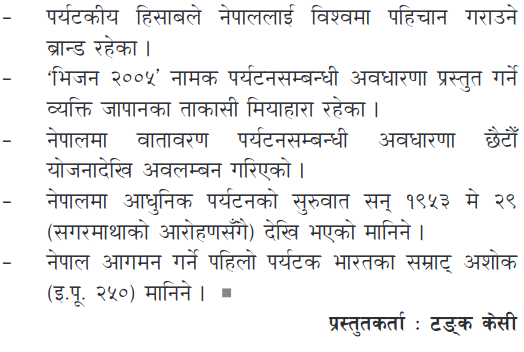 – पर्यटकीय हिसाबले नेपाललाई विश्वमा पहिचान गराउने
ब्रान्ड रहेका ।
– ‘भिजन २००५’ नामक पर्यटनसम्बन्धी अवधारणा प्रस्तुत गर्ने
व्यक्ति जापानका ताकासी मियाहारा रहेका ।
– नेपालमा वातावरण पर्यटनसम्बन्धी अवधारणा छैटौँ
योजनादेखि अवलम्बन गरिएको ।
– नेपालमा आधुनिक पर्यटनको सुरुवात सन् १९५३ मे २९
(सगरमाथाको आरोहणसँगै) देखि भएको मानिने ।
– नेपाल आगमन गर्ने पहिलो पर्यटक भारतका सम्राट् अशोक
(इ.पू. २५०) मानिने । ■
प्रस्तुतकर्ता : टङ्क केसी